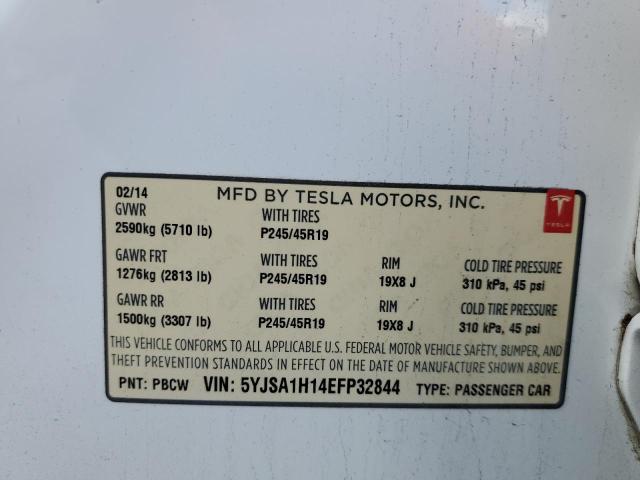 02/14 MFD BY TESLA MOTORS, INC.
GVWR WITH TIRES TESLA
2590kg (5710 lb) P245/45R19
GAWR FRT WITH TIRES RIM COLD TIRE PRESSURE
1276kg (2813 lb) P245/45R19 19X8 J 310 kPa, 45 psi
GAWR RR WITH TIRES RIM COLD TIRE PRESSURE
1500kg (3307 lb) P245/45R19 19X8 J 310 kPa, 45 psi
THIS VEHICLE CONFORMS TO ALL APPLICABLE U.S. FEDERAL MOTOR VEHICLE SAFETY, BUMPER, AND
THEFT PREVENTION STANDARDS IN EFFECT ON THE DATE OF MANUFACTURE SHOWN ABOVE.
PNT: PBCW VIN: 5YJSA1H14EFP32844 TYPE: PASSENGER CAR